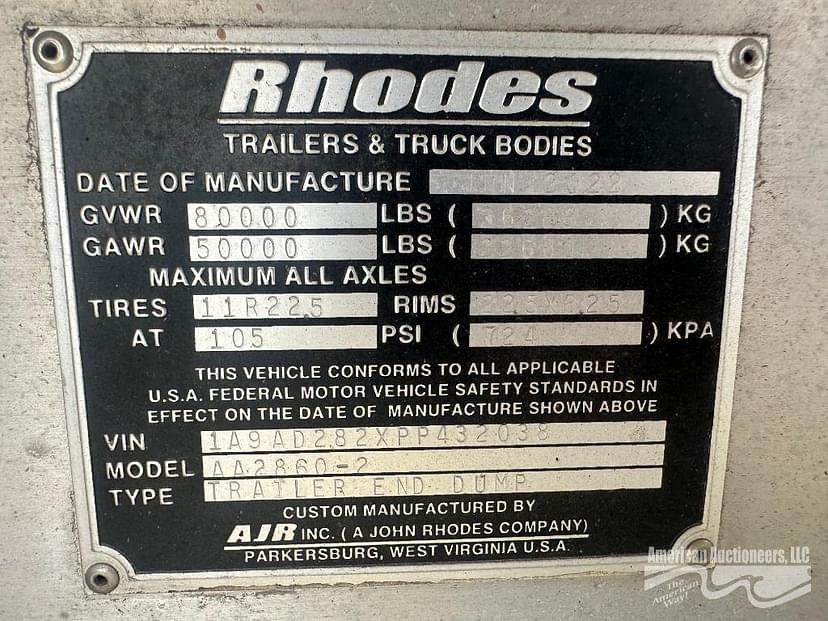 Rhodes
TRAILERS & TRUCK BODIES
DATE OF MANUFACTURE 2022
GVWR 80000 LBS ( ) KG
GAWR 50000 LBS ( ) KG
MAXIMUM ALL AXLES
TIRES 11R225 RIMS
AT 105 PSI ( 724 ) KPA
THIS VEHICLE CONFORMS TO ALL APPLICABLE
U.S.A. FEDERAL MOTOR VEHICLE SAFETY STANDARDS IN
EFFECT ON THE DATE OF MANUFACTURE SHOWN ABOVE
VIN 1A9AD282XPP432038
MODEL AA2860-2
TYPE TRAILER END DUMP
CUSTOM MANUFACTURED BY
AJR INC. ( A JOHN RHODES COMPANY)
PARKERSBURG, WEST VIRGINIA U.S.A.
American Auctioneers, LLC
The
American
Way!